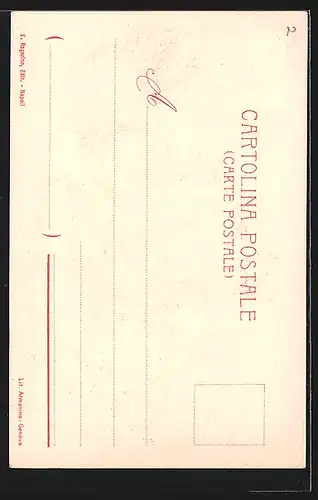 CARTOLINA POSTALE
(CARTE POSTALE)
A
( )
E. Ragozino, Edit. - Napoli
Lit. Armanino - Genova
2